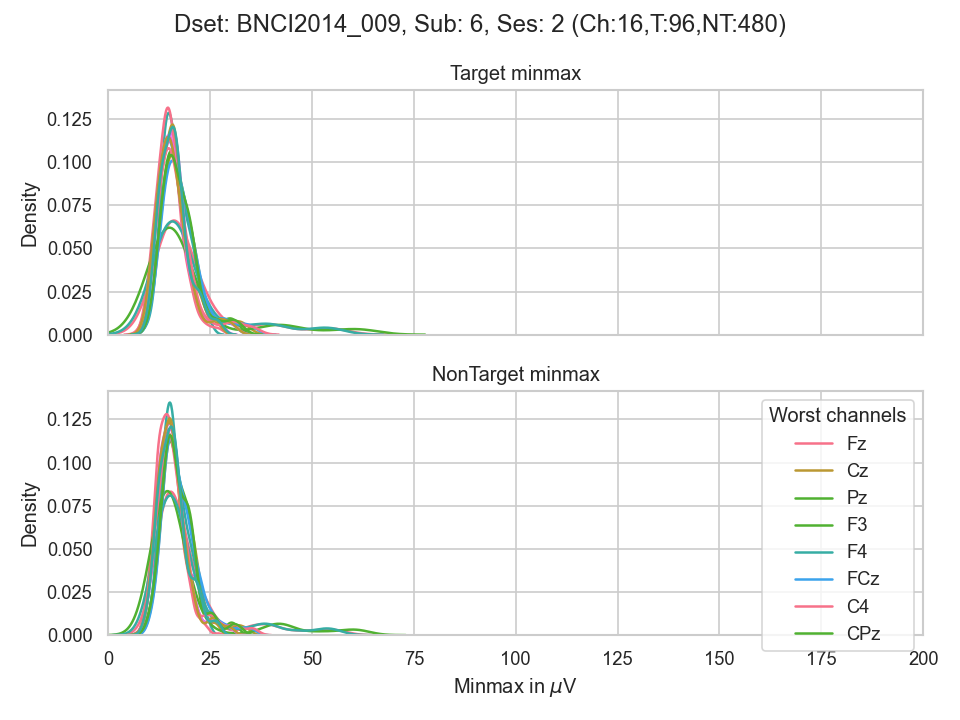 Dset: BNCI2014_009, Sub: 6, Ses: 2 (Ch:16,T:96,NT:480)
Target minmax
0.125
0.100
0.075
0.050
0.025
0.000
Density
NonTarget minmax
0.125
0.100
0.075
0.050
0.025
0.000
Density
Worst channels
Fz
Cz
Pz
F3
F4
FCz
C4
CPz
0 25 50 75 100 125 150 175 200
Minmax in μV